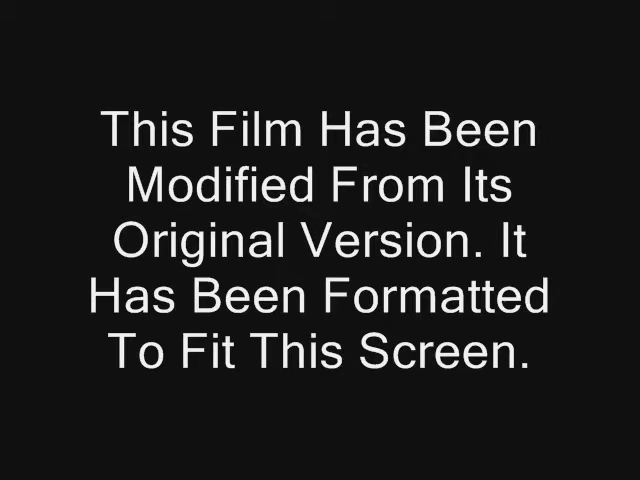 This Film Has Been
Modified From Its
Original Version. It
Has Been Formatted
To Fit This Screen.